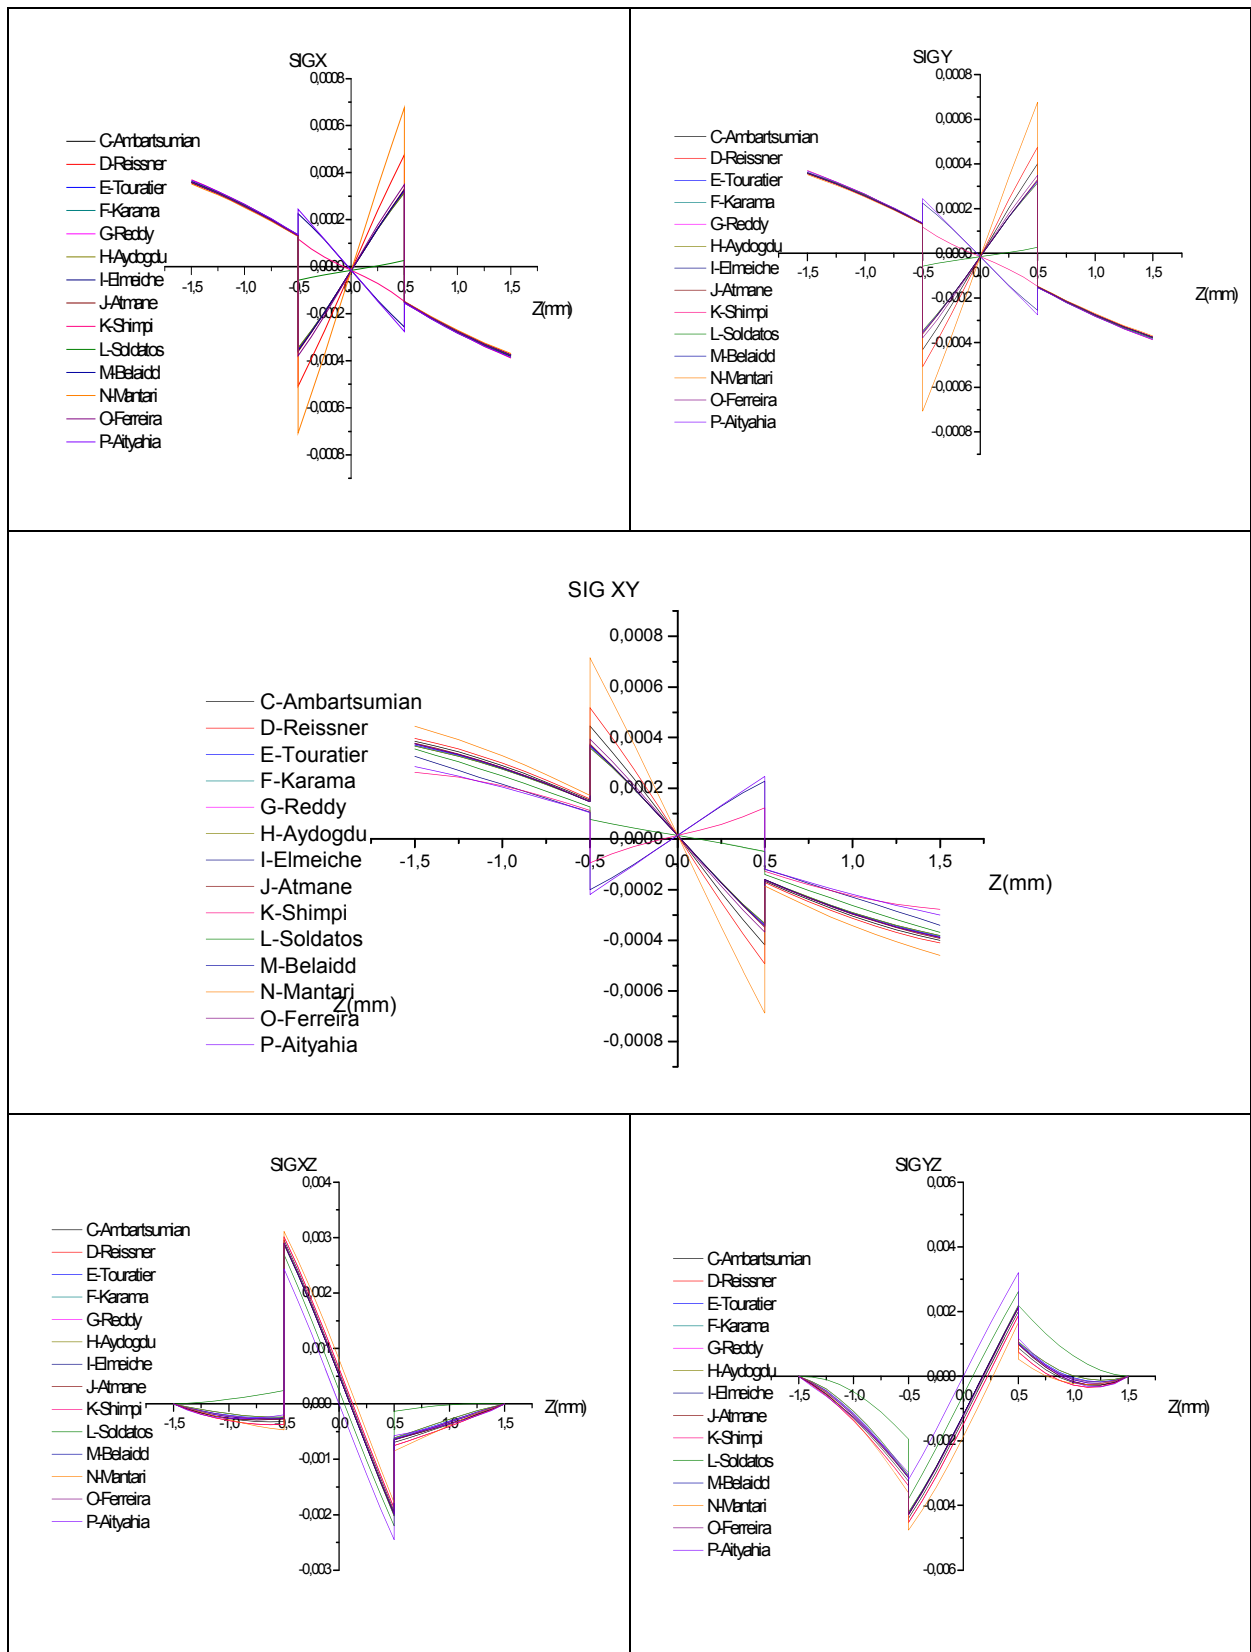 SIGX
0,0008
0,0006
0,0004
0,0002
0,0000
-0,0002
-0,0004
-0,0006
-0,0008
-1,5 -1,0 -0,5 0,0 0,5 1,0 1,5
Z(mm)
C-Ambartsumian
D-Reissner
E-Touratier
F-Karama
G-Reddy
H-Aydogdu
I-Elmeiche
J-Atmane
K-Shimpi
L-Soldatos
M-Belaidd
N-Mantari
O-Ferreira
P-Aityahia
SIGY
0,0008
0,0006
0,0004
0,0002
0,0000
-0,0002
-0,0004
-0,0006
-0,0008
-1,5 -1,0 -0,5 0,0 0,5 1,0 1,5
Z(mm)
C-Ambartsumian
D-Reissner
E-Touratier
F-Karama
G-Reddy
H-Aydogdu
I-Elmeiche
J-Atmane
K-Shimpi
L-Soldatos
M-Belaidd
N-Mantari
O-Ferreira
P-Aityahia
SIG XY
0,0008
0,0006
0,0004
0,0002
0,0000
-0,0002
-0,0004
-0,0006
-0,0008
-1,5 -1,0 -0,5 0,0 0,5 1,0 1,5
Z(mm)
C-Ambartsumian
D-Reissner
E-Touratier
F-Karama
G-Reddy
H-Aydogdu
I-Elmeiche
J-Atmane
K-Shimpi
L-Soldatos
M-Belaidd
N-Mantari
Z(mm)
O-Ferreira
P-Aityahia
SIGXZ
0,004
0,003
0,002
0,001
0,000
-0,001
-0,002
-0,003
-1,5 -1,0 -0,5 0,0 0,5 1,0 1,5
Z(mm)
C-Ambartsumian
D-Reissner
E-Touratier
F-Karama
G-Reddy
H-Aydogdu
I-Elmeiche
J-Atmane
K-Shimpi
L-Soldatos
M-Belaidd
N-Mantari
O-Ferreira
P-Aityahia
SIGYZ
0,006
0,004
0,002
0,000
-0,002
-0,004
-0,006
-1,5 -1,0 -0,5 0,0 0,5 1,0 1,5
Z(mm)
C-Ambartsumian
D-Reissner
E-Touratier
F-Karama
G-Reddy
H-Aydogdu
I-Elmeiche
J-Atmane
K-Shimpi
L-Soldatos
M-Belaidd
N-Mantari
O-Ferreira
P-Aityahia